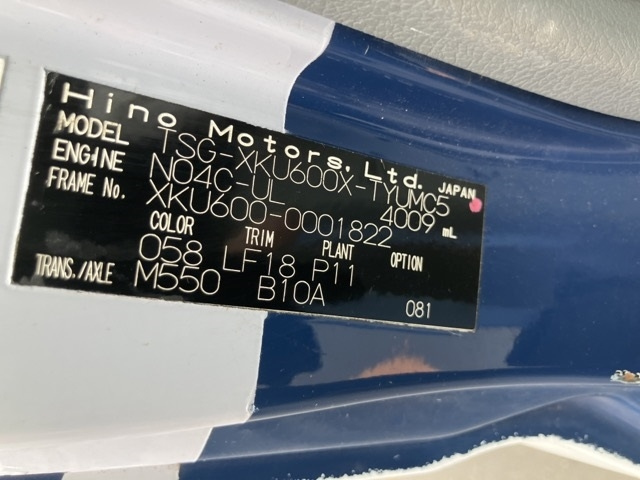 Hino Motors, Ltd. JAPAN
MODEL TSG-XKU600X-TYUMC5
ENGINE N04C-UL 4009 mL
FRAME No. XKU600-0001822
COLOR TRIM PLANT OPTION
058 LF18 P11
TRANS./AXLE M550 B10A 081